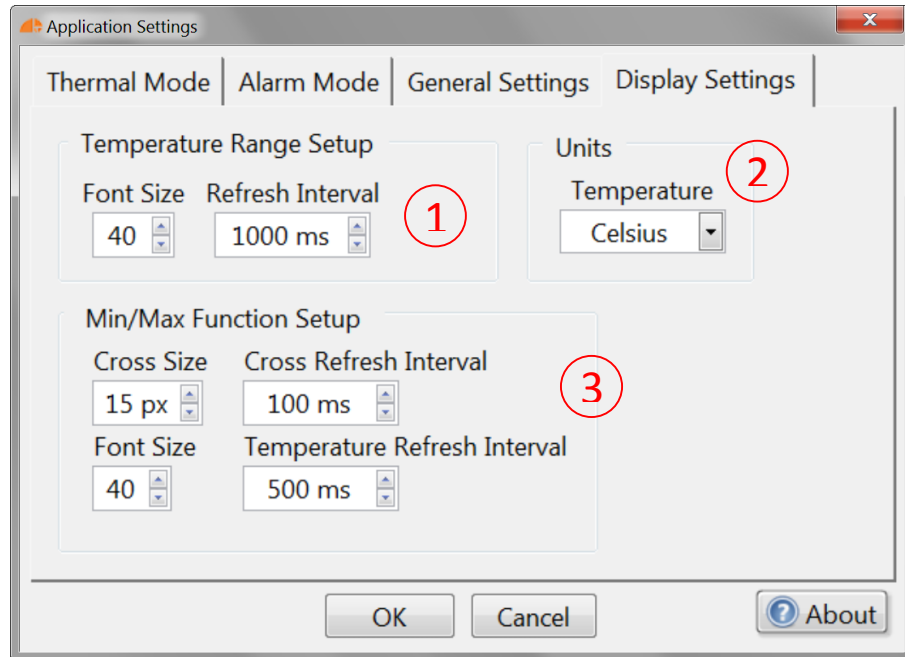 Application Settings
x
Thermal Mode
Alarm Mode
General Settings
Display Settings
Temperature Range Setup
Font Size
Refresh Interval
40
1000 ms
1
Units
Temperature
Celsius
2
Min/Max Function Setup
Cross Size
Cross Refresh Interval
15 px
100 ms
3
Font Size
Temperature Refresh Interval
40
500 ms
OK
Cancel
? About